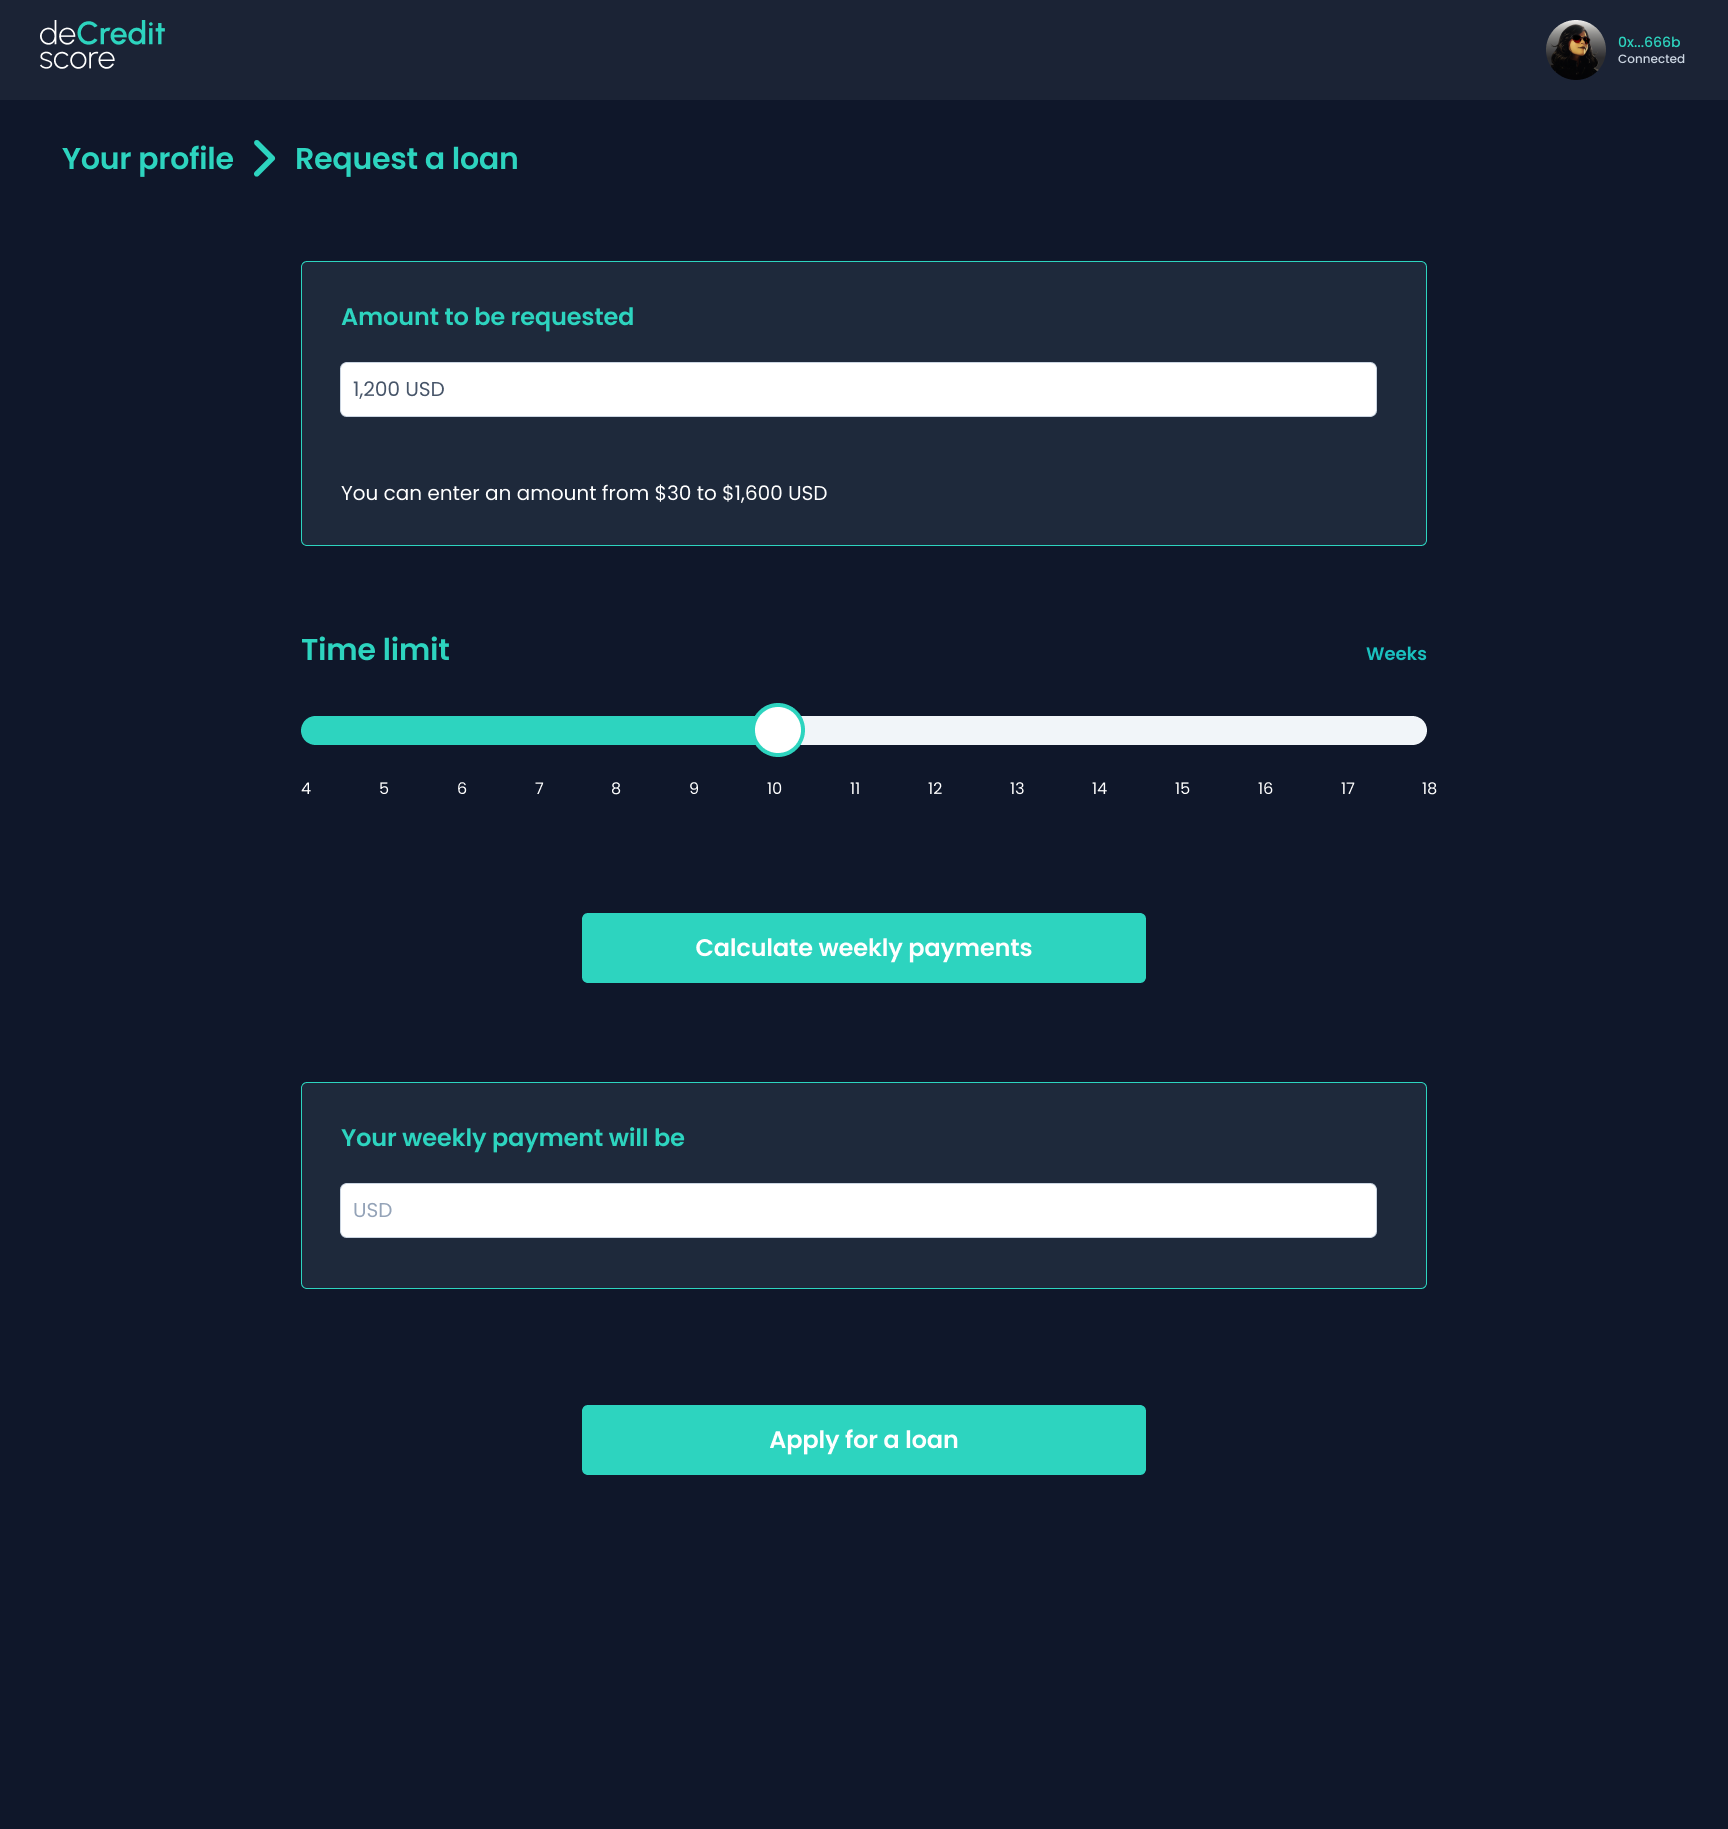 deCredit
score
0x...666b
Connected
Your profile
Request a loan
Amount to be requested
1,200 USD
You can enter an amount from $30 to $1,600 USD
Time limit
Weeks
4 5 6 7 8 9 10 11 12 13 14 15 16 17 18
Calculate weekly payments
Your weekly payment will be
USD
Apply for a loan